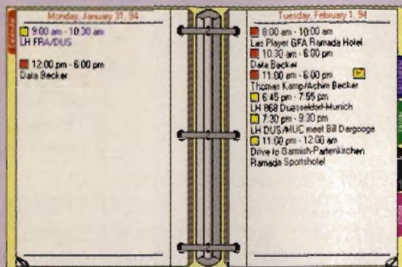 Monday, January 31, 94
9:00 am - 10:30 am
LH FRA/DUS
12:00 pm - 6:00 pm
Data Becker
Tuesday, February 1, 94
8:00 am - 10:00 am
Les Player GFA Ramada Hotel
10:30 am - 6:00 pm
Data Becker
11:00 am - 6:00 pm
Thomas Kamp/Achim Becker
6:45 pm - 7:55 pm
LH 868 Duesseldorf-Munich
7:30 pm - 9:30 pm
LH DUS/MUC meet Bill Dargooge
11:00 pm - 12:00 am
Drive to Garmish-Partenkirchen
Ramada Sportshotel